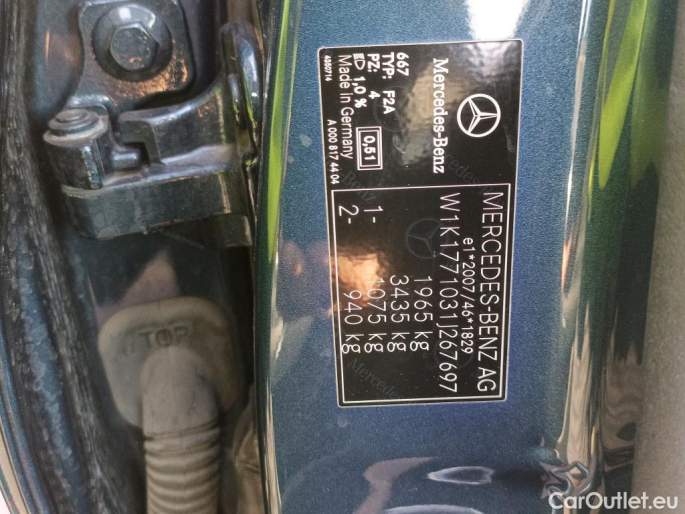 Mercedes-Benz
667
TYP: F2A
PZ: 4
1,0%
Made in Germany
480716
0,51
A 000 817 44 04
MERCEDES-BENZ AG
e1*2007/46*1829
W1K1771031J267697
1965 kg
3435 kg
1- 1075 kg
2- 940 kg
TOP
CarOutlet.eu